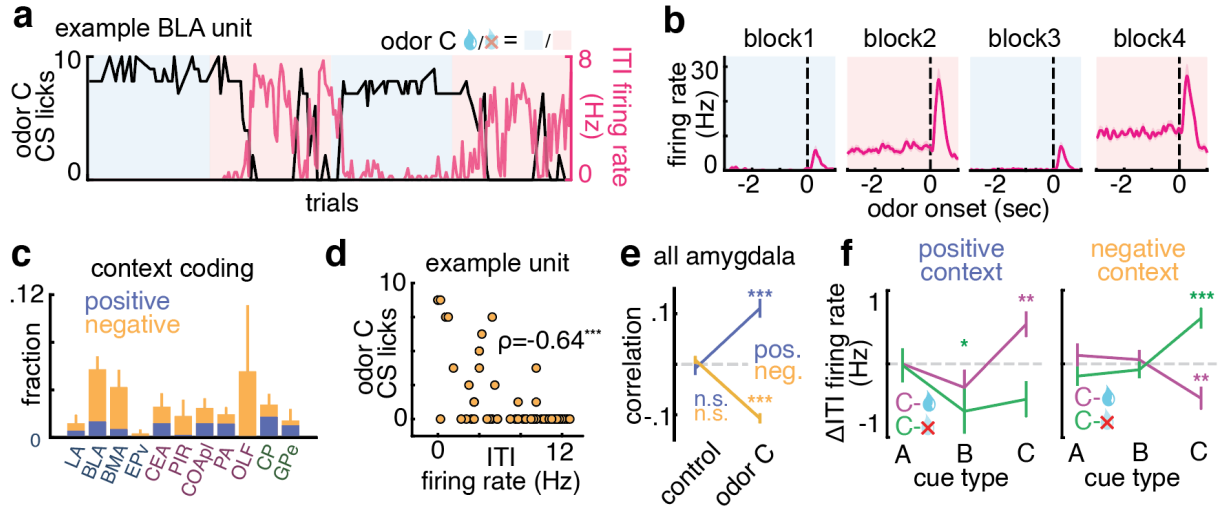 a
example BLA unit
odor C / = /
10
0
odor C
CS licks
8
0
ITI firing rate
(Hz)
trials
b
block1
block2
block3
block4
30
0
firing rate
(Hz)
-2 0 -2 0 -2 0 -2 0
odor onset (sec)
c
context coding
.12
0
fraction
positive
negative
LA
BLA
BMA
EPv
CEA
PIR
COApl
PA
OLF
CP
GPe
d
example unit
10
0
odor C
CS licks
ρ=-0.64***
0 12
ITI
firing rate (Hz)
e
all amygdala
.1
-.1
correlation
***
pos.
neg.
n.s.
n.s.
***
control
odor C
f
positive
context
negative
context
1
-1
ΔITI firing rate
(Hz)
*
**
***
**
C-
C-
C-
C-
A B C
A B C
cue type
cue type